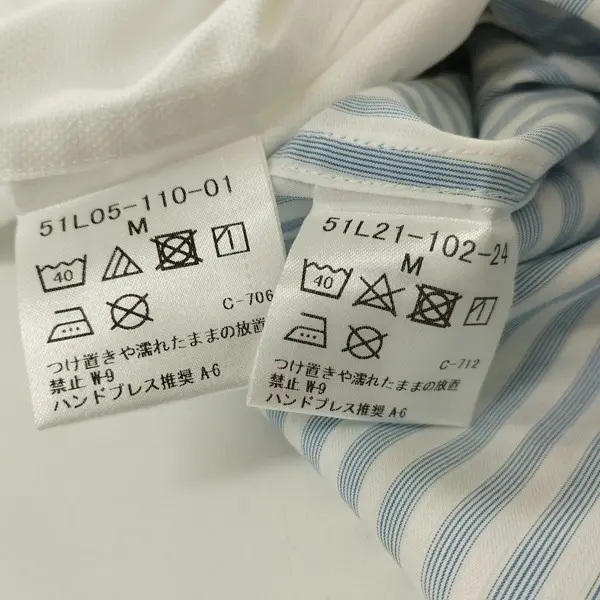 51L05-110-01
M
40
C-706
つけ置きや濡れたままの放置
禁止 W-9
ハンドプレス推奨 A-6
51L21-102-24
M
40
C-712
つけ置きや濡れたままの放置
禁止 W-9
ハンドプレス推奨 A-6